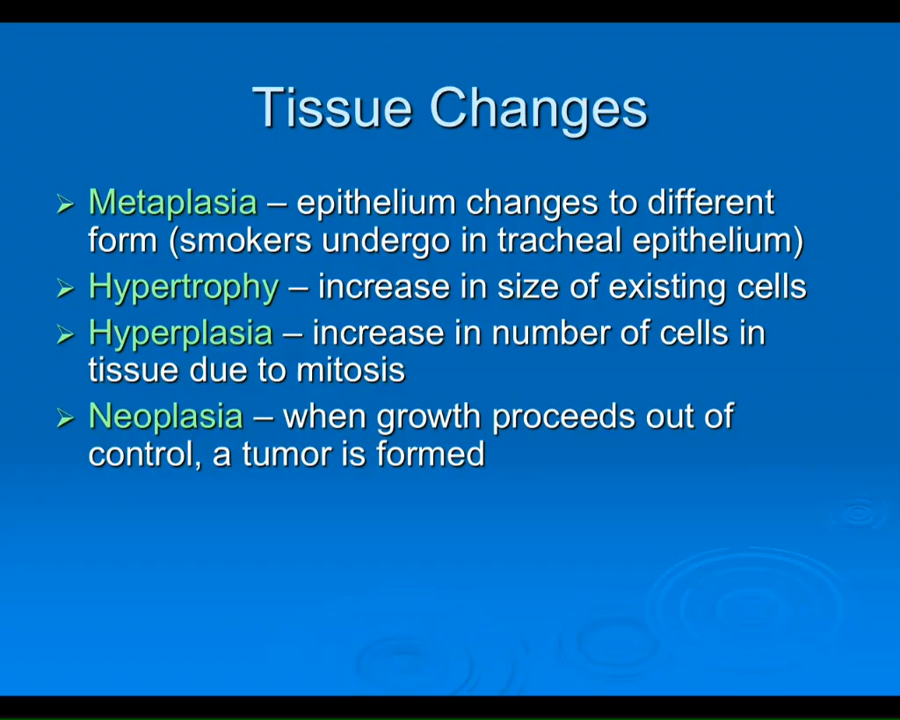 Tissue Changes
➢ Metaplasia – epithelium changes to different
form (smokers undergo in tracheal epithelium)
➢ Hypertrophy – increase in size of existing cells
➢ Hyperplasia – increase in number of cells in
tissue due to mitosis
➢ Neoplasia – when growth proceeds out of
control, a tumor is formed